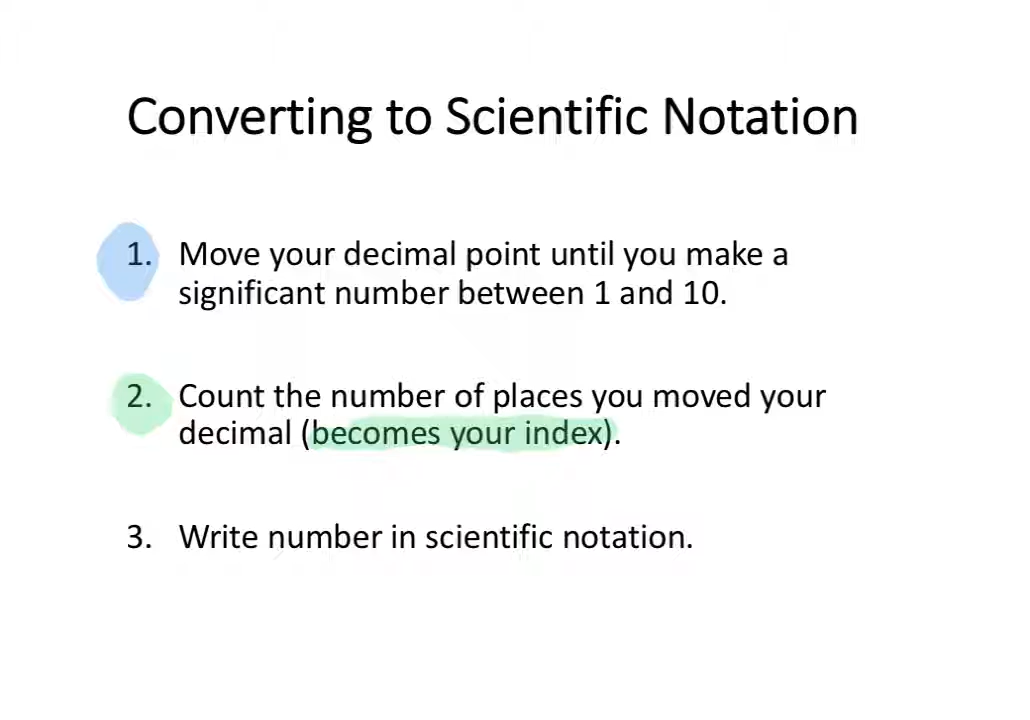 Converting to Scientific Notation
1. Move your decimal point until you make a
significant number between 1 and 10.
2. Count the number of places you moved your
decimal (becomes your index).
3. Write number in scientific notation.